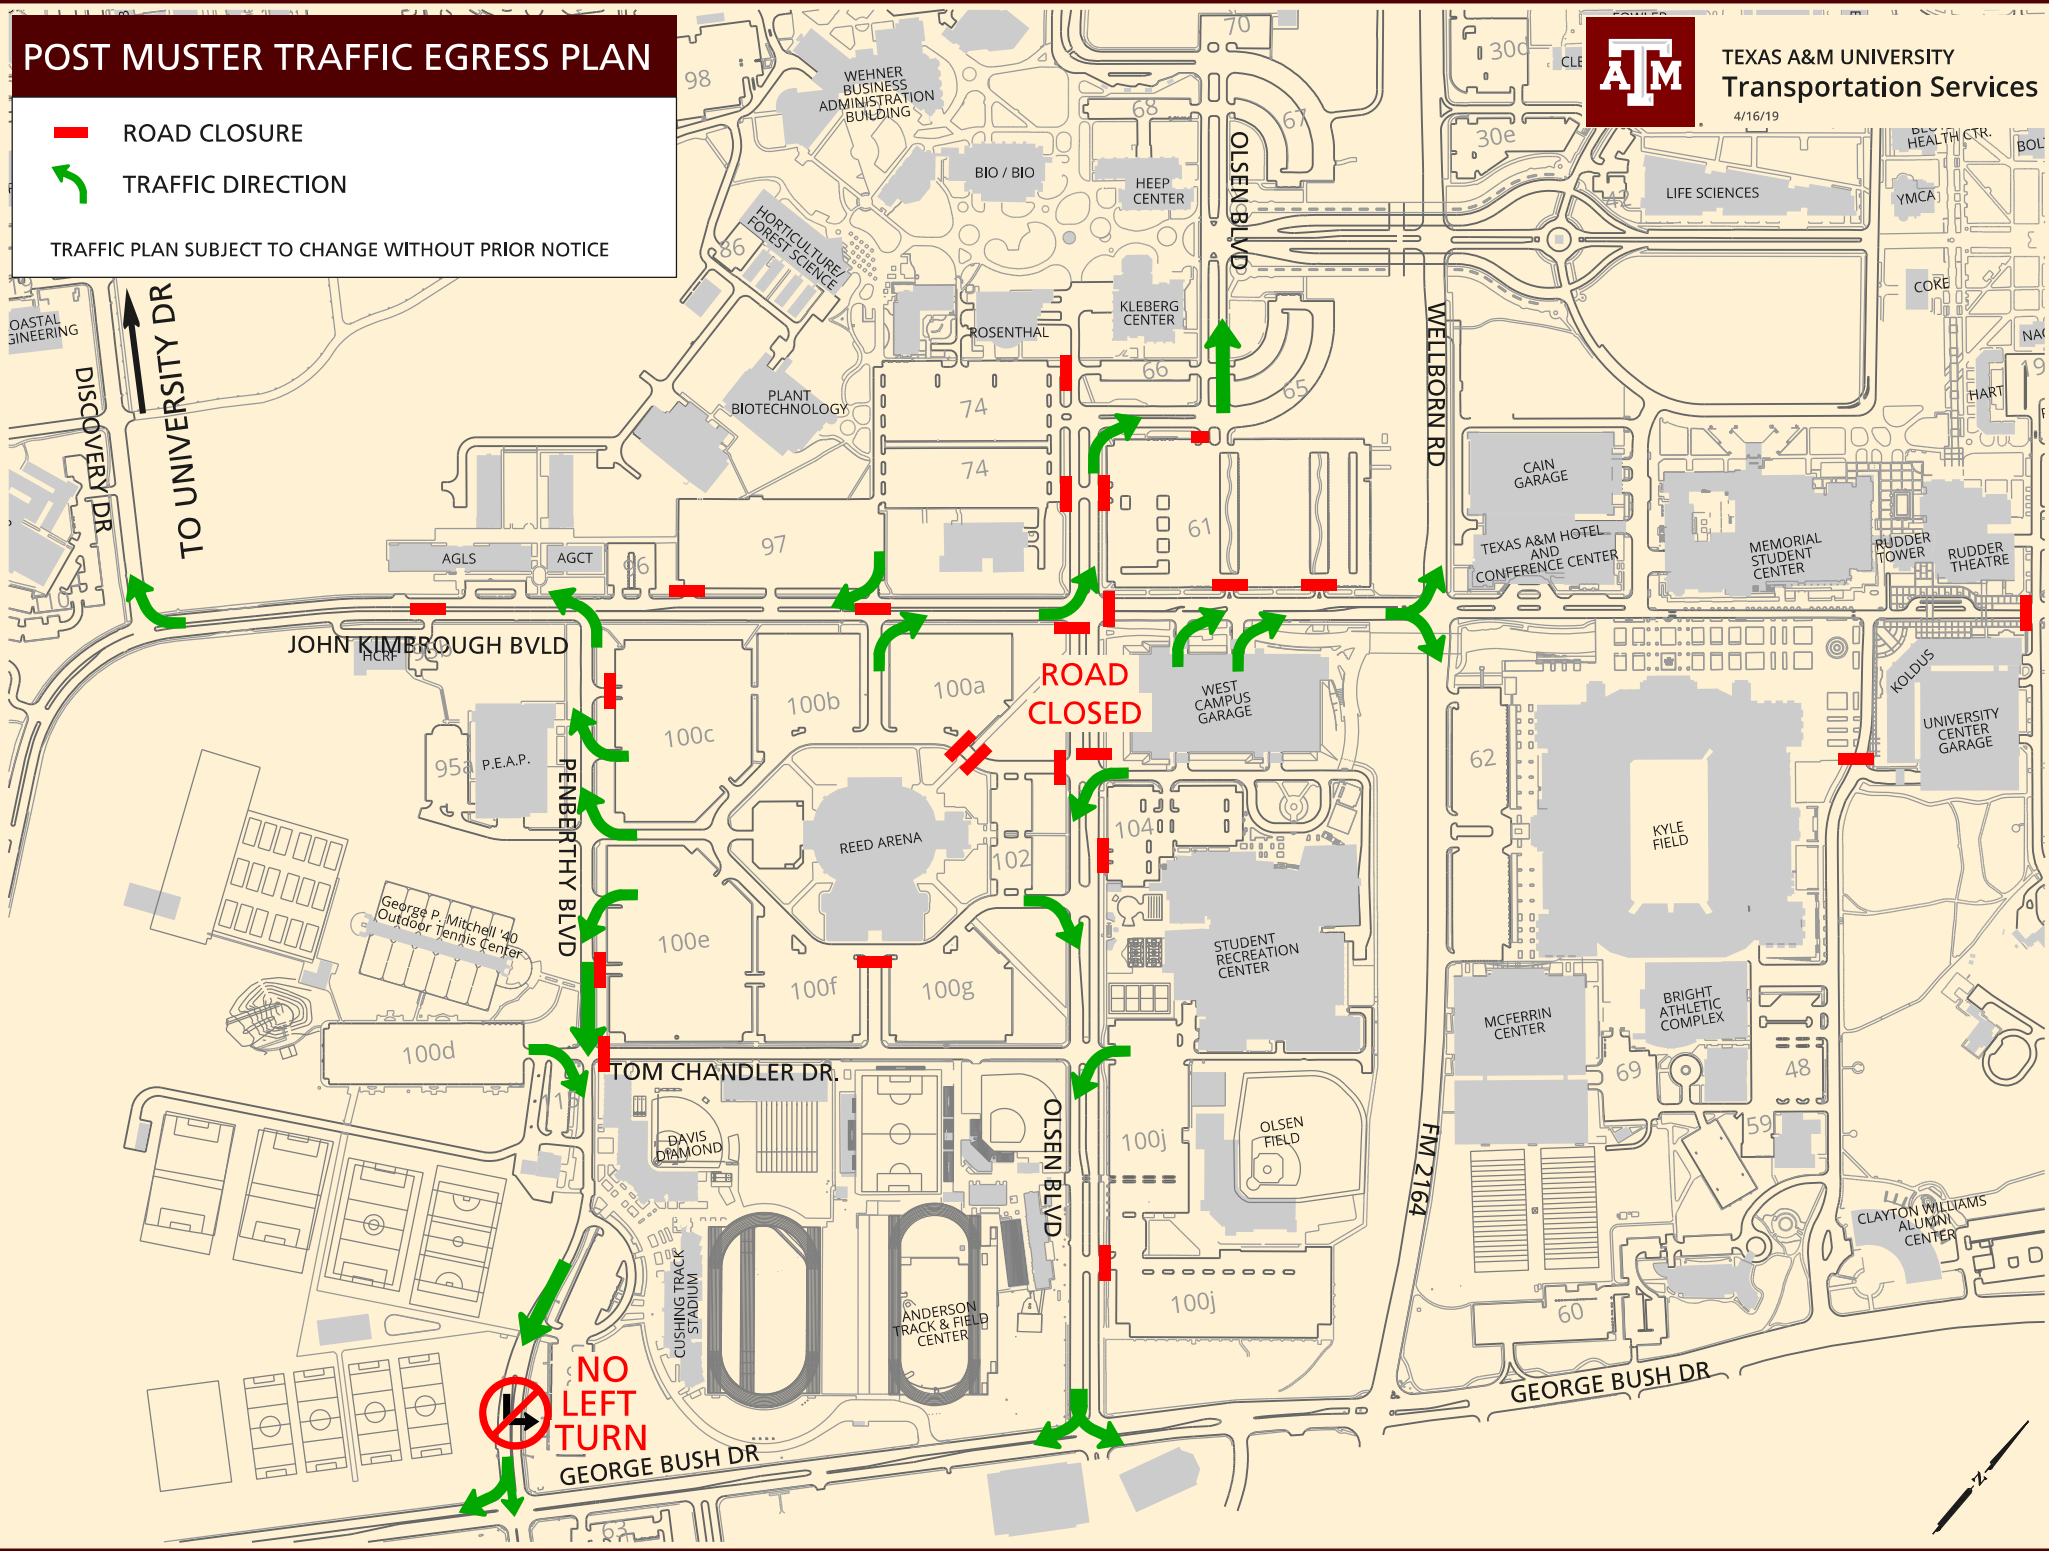 POST MUSTER TRAFFIC EGRESS PLAN
ROAD CLOSURE
TRAFFIC DIRECTION
TRAFFIC PLAN SUBJECT TO CHANGE WITHOUT PRIOR NOTICE
TEXAS A&M UNIVERSITY
Transportation Services
4/16/19
ATM
98
70
30d
68
67
30e
WEHNER
BUSINESS
ADMINISTRATION
BUILDING
BIO / BIO
HEEP
CENTER
OLSEN BLVD
LIFE SCIENCES
42
HEALTH CTR.
YMCA
COKE
HART
HORTICULTURE/
FOREST SCIENCE
86
KLEBERG
CENTER
ROSENTHAL
66
65
WELLBORN RD
TO UNIVERSITY DR
DISCOVERY DR
PLANT
BIOTECHNOLOGY
74
74
97
61
CAIN
GARAGE
TEXAS A&M HOTEL
AND
CONFERENCE CENTER
MEMORIAL
STUDENT
CENTER
RUDDER
TOWER
RUDDER
THEATRE
AGLS
AGCT
JOHN KIMBROUGH BVLD
HCRF
100c
100b
100a
ROAD
CLOSED
WEST
CAMPUS
GARAGE
KOLDUS
UNIVERSITY
CENTER
GARAGE
62
KYLE
FIELD
95a
P.E.A.P.
PENBERTHY BLVD
REED ARENA
102
104
STUDENT
RECREATION
CENTER
George P. Mitchell '40
Outdoor Tennis Center
100e
100f
100g
100d
MCFERRIN
CENTER
BRIGHT
ATHLETIC
COMPLEX
69
48
59
TOM CHANDLER DR.
DAVIS
DIAMOND
OLSEN BLVD
100j
OLSEN
FIELD
FM 2164
CLAYTON WILLIAMS
ALUMNI
CENTER
CUSHING TRACK
STADIUM
ANDERSON
TRACK & FIELD
CENTER
100j
60
NO
LEFT
TURN
GEORGE BUSH DR
GEORGE BUSH DR
63
N